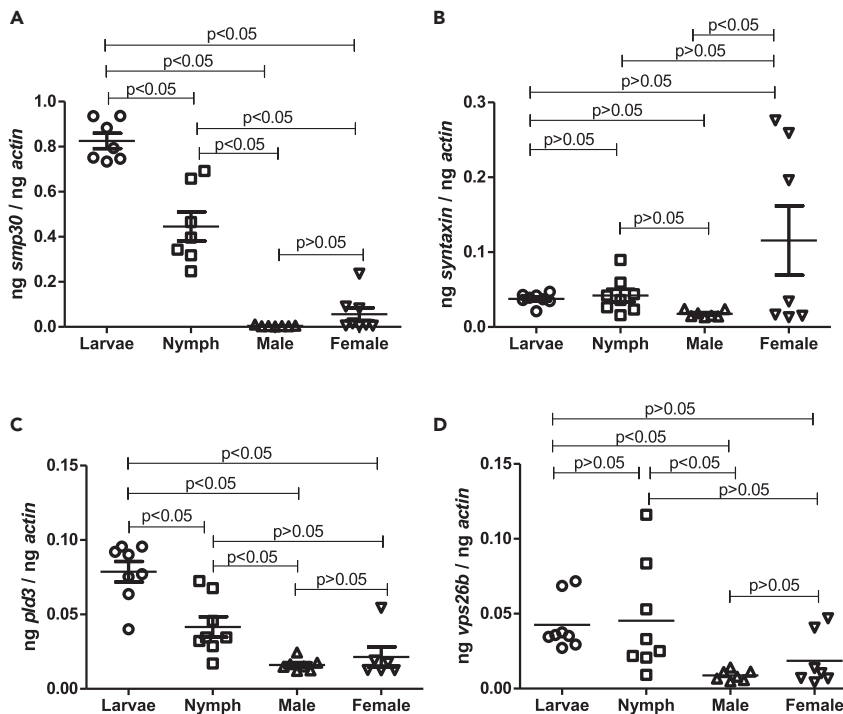 A
p<0.05
p<0.05
p<0.05
p<0.05
p<0.05
p>0.05
ng smp30 / ng actin
1.0
0.8
0.6
0.4
0.2
0.0
Larvae Nymph Male Female
B
p<0.05
p>0.05
p>0.05
p<0.05
p>0.05
p>0.05
ng syntaxin / ng actin
0.3
0.2
0.1
0.0
Larvae Nymph Male Female
C
p<0.05
p<0.05
p<0.05 p>0.05
p<0.05
p>0.05
ng pld3 / ng actin
0.15
0.10
0.05
0.00
Larvae Nymph Male Female
D
p>0.05
p<0.05
p>0.05 p<0.05
p>0.05
p>0.05
ng vps26b / ng actin
0.15
0.10
0.05
0.00
Larvae Nymph Male Female